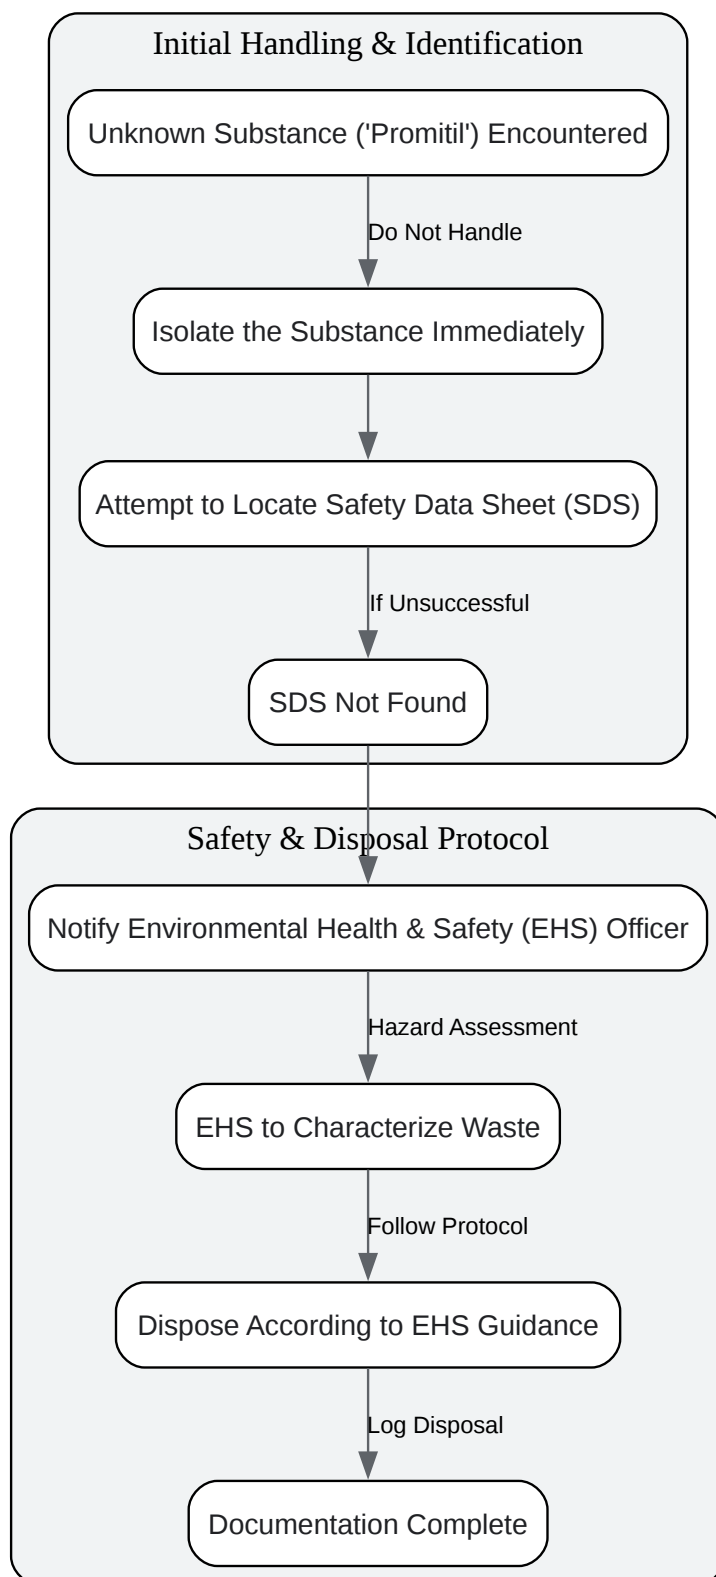 Initial Handling & Identification
Unknown Substance ('Promitil') Encountered
Do Not Handle
Isolate the Substance Immediately
Attempt to Locate Safety Data Sheet (SDS)
If Unsuccessful
SDS Not Found
Safety & Disposal Protocol
Notify Environmental Health & Safety (EHS) Officer
Hazard Assessment
EHS to Characterize Waste
Follow Protocol
Dispose According to EHS Guidance
Log Disposal
Documentation Complete